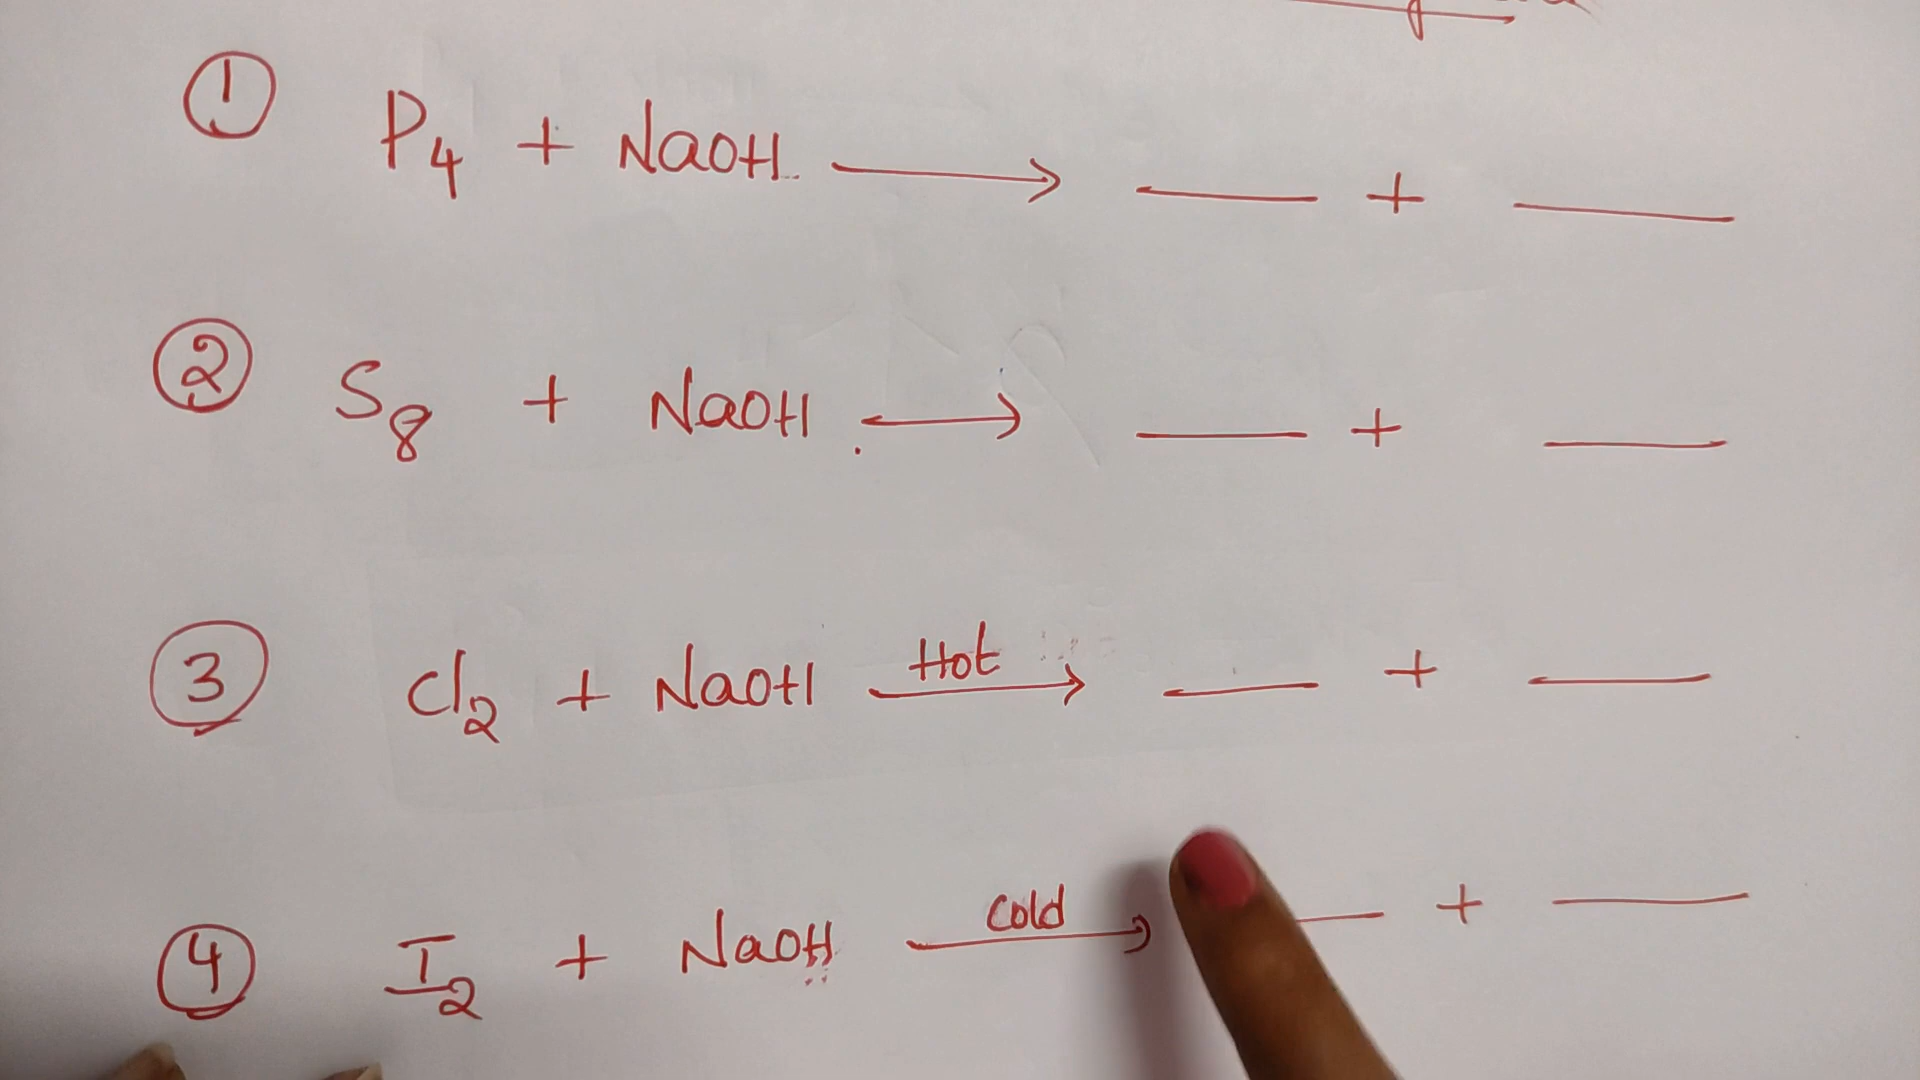 ① P₄ + NaOH ⟶ ___ + ___
② S₈ + NaOH ⟶ ___ + ___
③ Cl₂ + NaOH Hot ⟶ ___ + ___
④ I₂ + NaOH Cold ⟶ ___ + ___